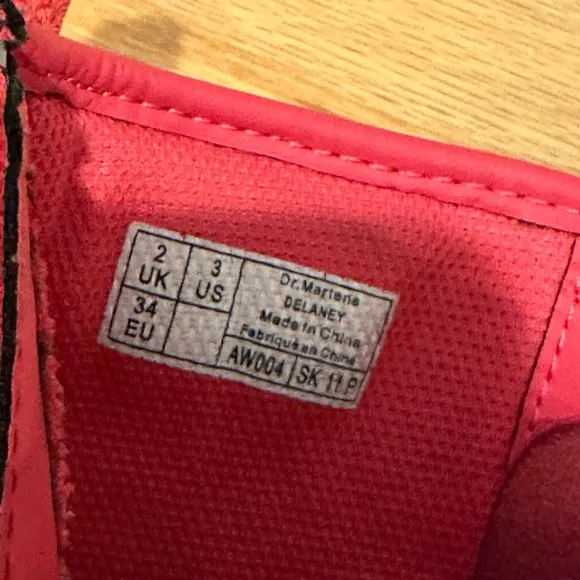 2 UK
3 US
34 EU
Dr.Martens
DELANEY
Made in China
Fabriqué en Chine
AW004
SK 11 P